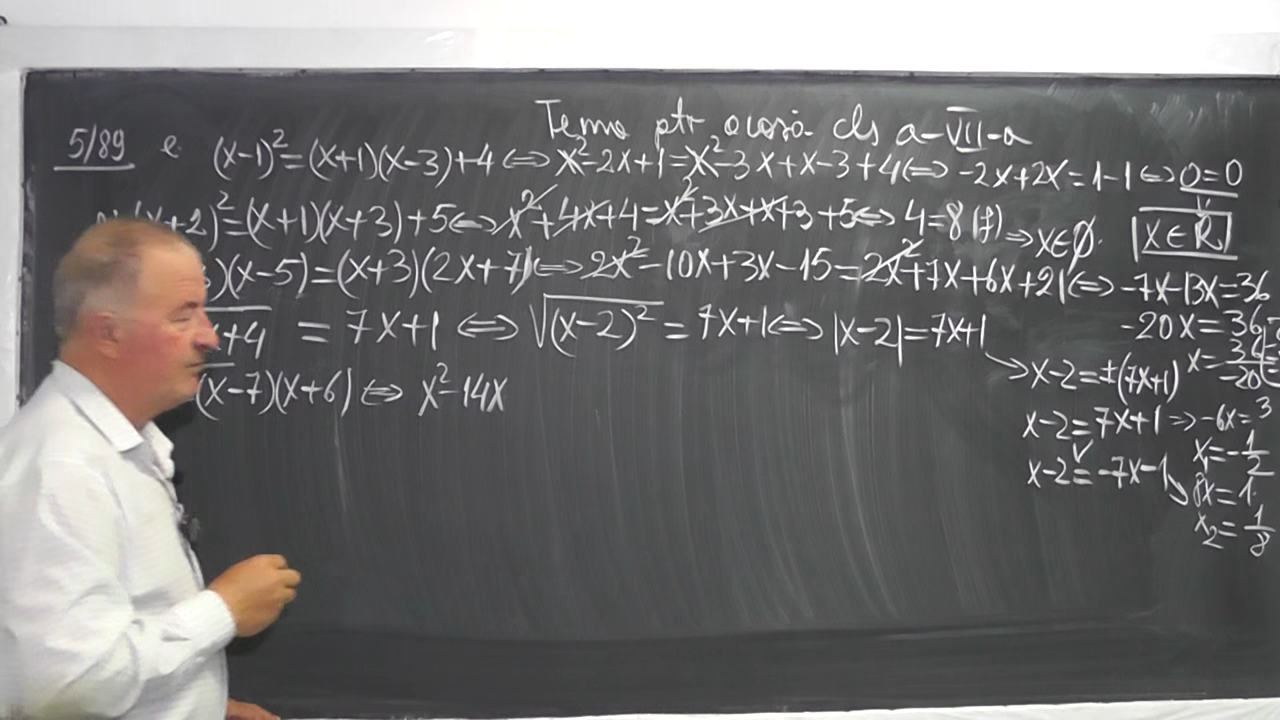 Tema ptr. acasă cls a-VII-a
5/89 e (x-1)²=(x+1)(x-3)+4 ⇔ x²-2x+1=x²-3x+x-3+4 ⇔ -2x+2x=1-1 ⇔ 0=0
x+2)²=(x+1)(x+3)+5 ⇔ x²+4x+4=x²+3x+x+3+5 ⇔ 4=8 (f) ⇒ x∈∅. x∈R
)(x-5)=(x+3)(2x+7) ⇔ 2x²-10x+3x-15=2x²+7x+6x+21 ⇔ -7x-13x=36
-20x=36
x+4 = 7x+1 ⇔ √(x-2)² = 7x+1 ⇔ |x-2|=7x+1
x=36/-20
x-2=±(7x+1)
(x-7)(x+6) ⇔ x²-14x
x-2=7x+1 ⇒ -6x=3
x₁=-1/2
x-2=-7x-1 8x=1.
x₂=1/8